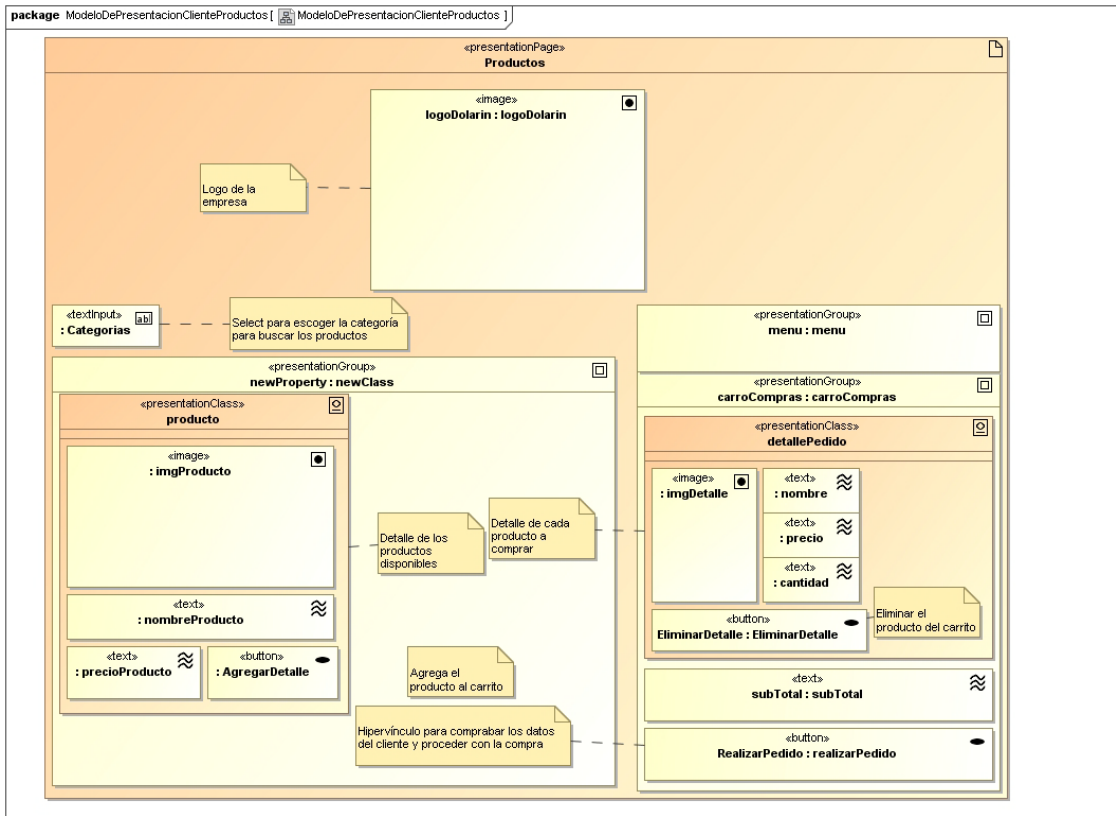 package ModeloDePresentacionClienteProductos [ ModeloDePresentacionClienteProductos ]
«presentationPage»
Productos
«image»
logoDolarin : logoDolarin
Logo de la
empresa
«textInput»
: Categorias
ab|
Select para escoger la categoría
para buscar los productos
«presentationGroup»
menu : menu
«presentationGroup»
newProperty : newClass
«presentationClass»
producto
«image»
: imgProducto
Detalle de los
productos
disponibles
«text»
: nombreProducto
«text»
: precioProducto
«button»
: AgregarDetalle
Agrega el
producto al carrito
Hipervínculo para comprabar los datos
del cliente y proceder con la compra
«presentationGroup»
carroCompras : carroCompras
«presentationClass»
detallePedido
Detalle de cada
producto a
comprar
«image»
: imgDetalle
«text»
: nombre
«text»
: precio
«text»
: cantidad
«button»
EliminarDetalle : EliminarDetalle
Eliminar el
producto del carrito
«text»
subTotal : subTotal
«button»
RealizarPedido : realizarPedido